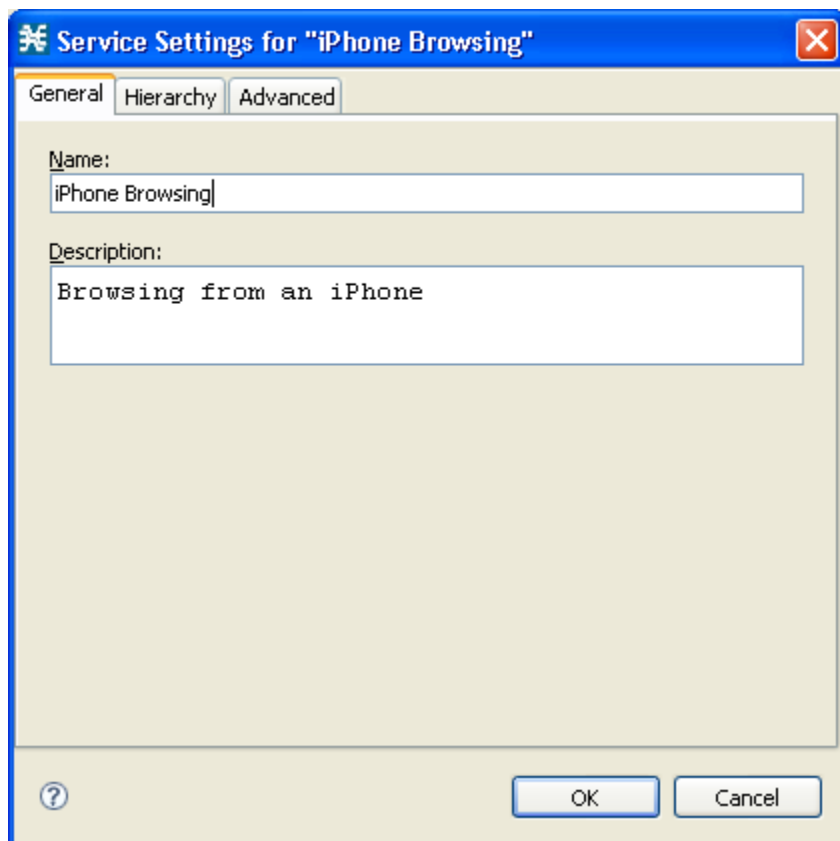 Service Settings for "iPhone Browsing"
General Hierarchy Advanced
Name:
iPhone Browsing
Description:
Browsing from an iPhone
? OK Cancel